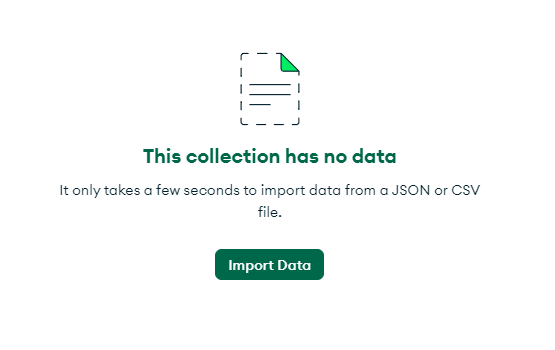 This collection has no data
It only takes a few seconds to import data from a JSON or CSV
file.
Import Data